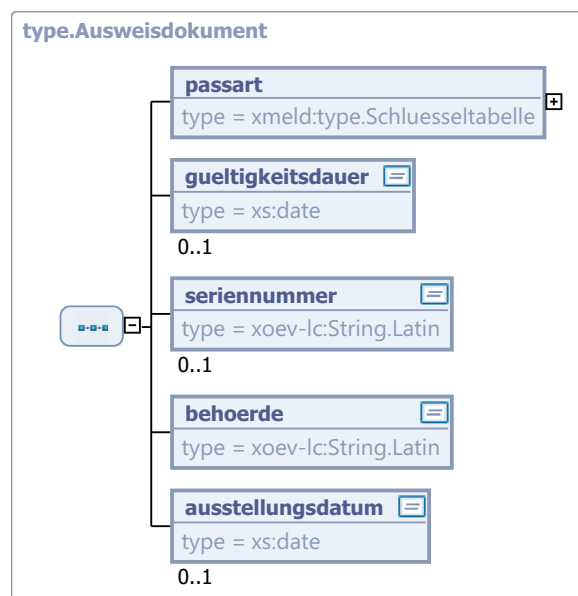 type.Ausweisdokument
passart
type = xmeld:type.Schluesseltabelle
gueltigkeitsdauer
type = xs:date
0..1
seriennummer
type = xoev-lc:String.Latin
0..1
behoerde
type = xoev-lc:String.Latin
ausstellungsdatum
type = xs:date
0..1